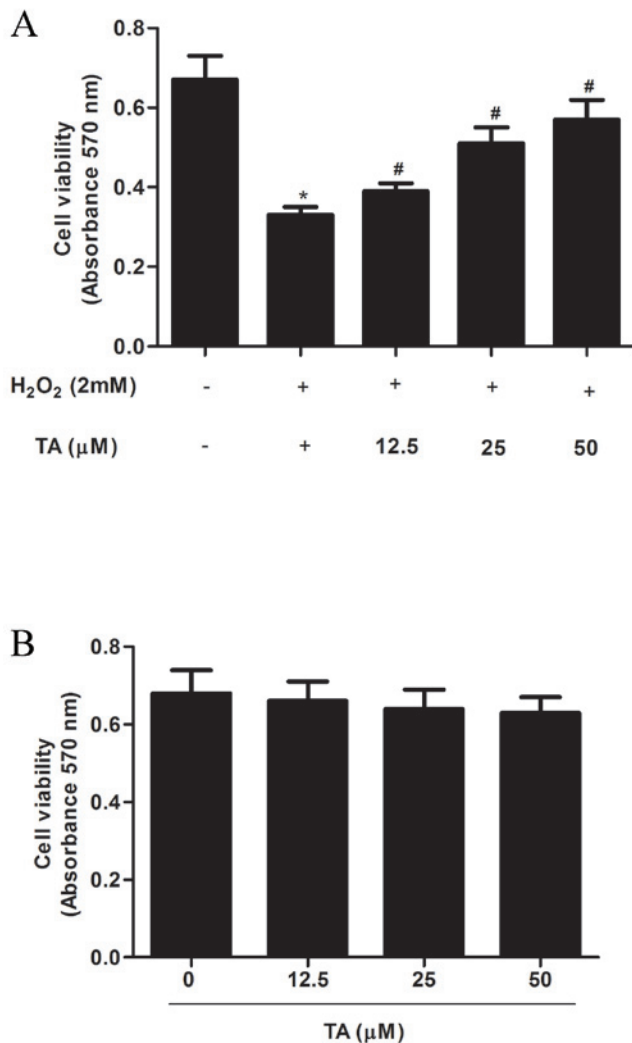 A
Cell viability
(Absorbance 570 nm)
0.8
0.6
0.4
0.2
0.0
* # # #
H₂O₂ (2mM) - + + + +
TA (μM) - + 12.5 25 50
B
Cell viability
(Absorbance 570 nm)
0.8
0.6
0.4
0.2
0.0
0 12.5 25 50
TA (μM)